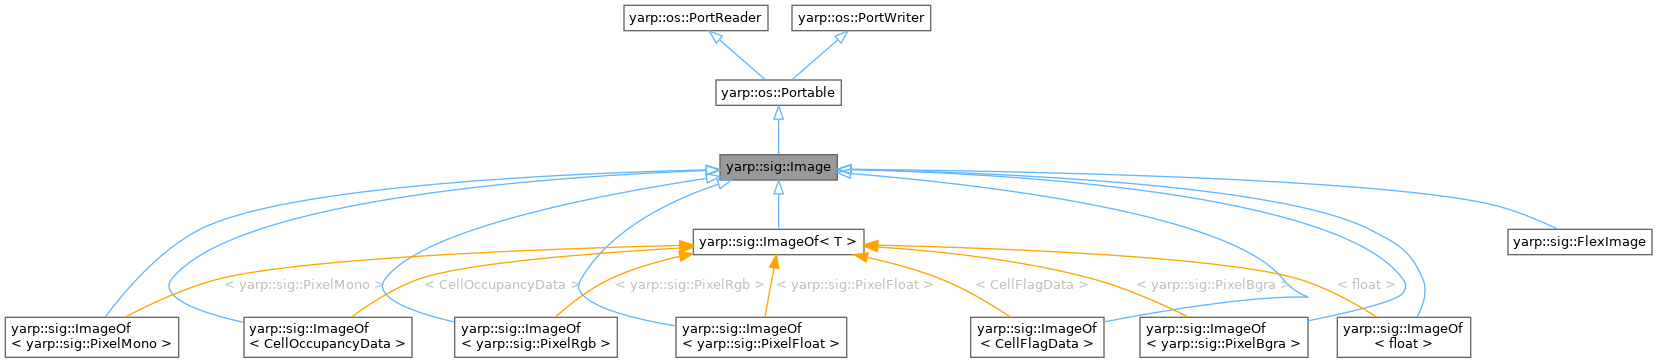 yarp::os::PortReader
yarp::os::PortWriter
yarp::os::Portable
yarp::sig::Image
yarp::sig::ImageOf< T >
yarp::sig::FlexImage
< yarp::sig::PixelMono >
< CellOccupancyData >
< yarp::sig::PixelRgb >
< yarp::sig::PixelFloat >
< CellFlagData >
< yarp::sig::PixelBgra >
< float >
yarp::sig::ImageOf
< yarp::sig::PixelMono >
yarp::sig::ImageOf
< CellOccupancyData >
yarp::sig::ImageOf
< yarp::sig::PixelRgb >
yarp::sig::ImageOf
< yarp::sig::PixelFloat >
yarp::sig::ImageOf
< CellFlagData >
yarp::sig::ImageOf
< yarp::sig::PixelBgra >
yarp::sig::ImageOf
< float >